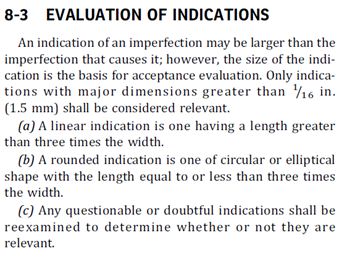 8-3 EVALUATION OF INDICATIONS
An indication of an imperfection may be larger than the
imperfection that causes it; however, the size of the indi-
cation is the basis for acceptance evaluation. Only indica-
tions with major dimensions greater than 1/16 in.
(1.5 mm) shall be considered relevant.
(a) A linear indication is one having a length greater
than three times the width.
(b) A rounded indication is one of circular or elliptical
shape with the length equal to or less than three times
the width.
(c) Any questionable or doubtful indications shall be
reexamined to determine whether or not they are
relevant.